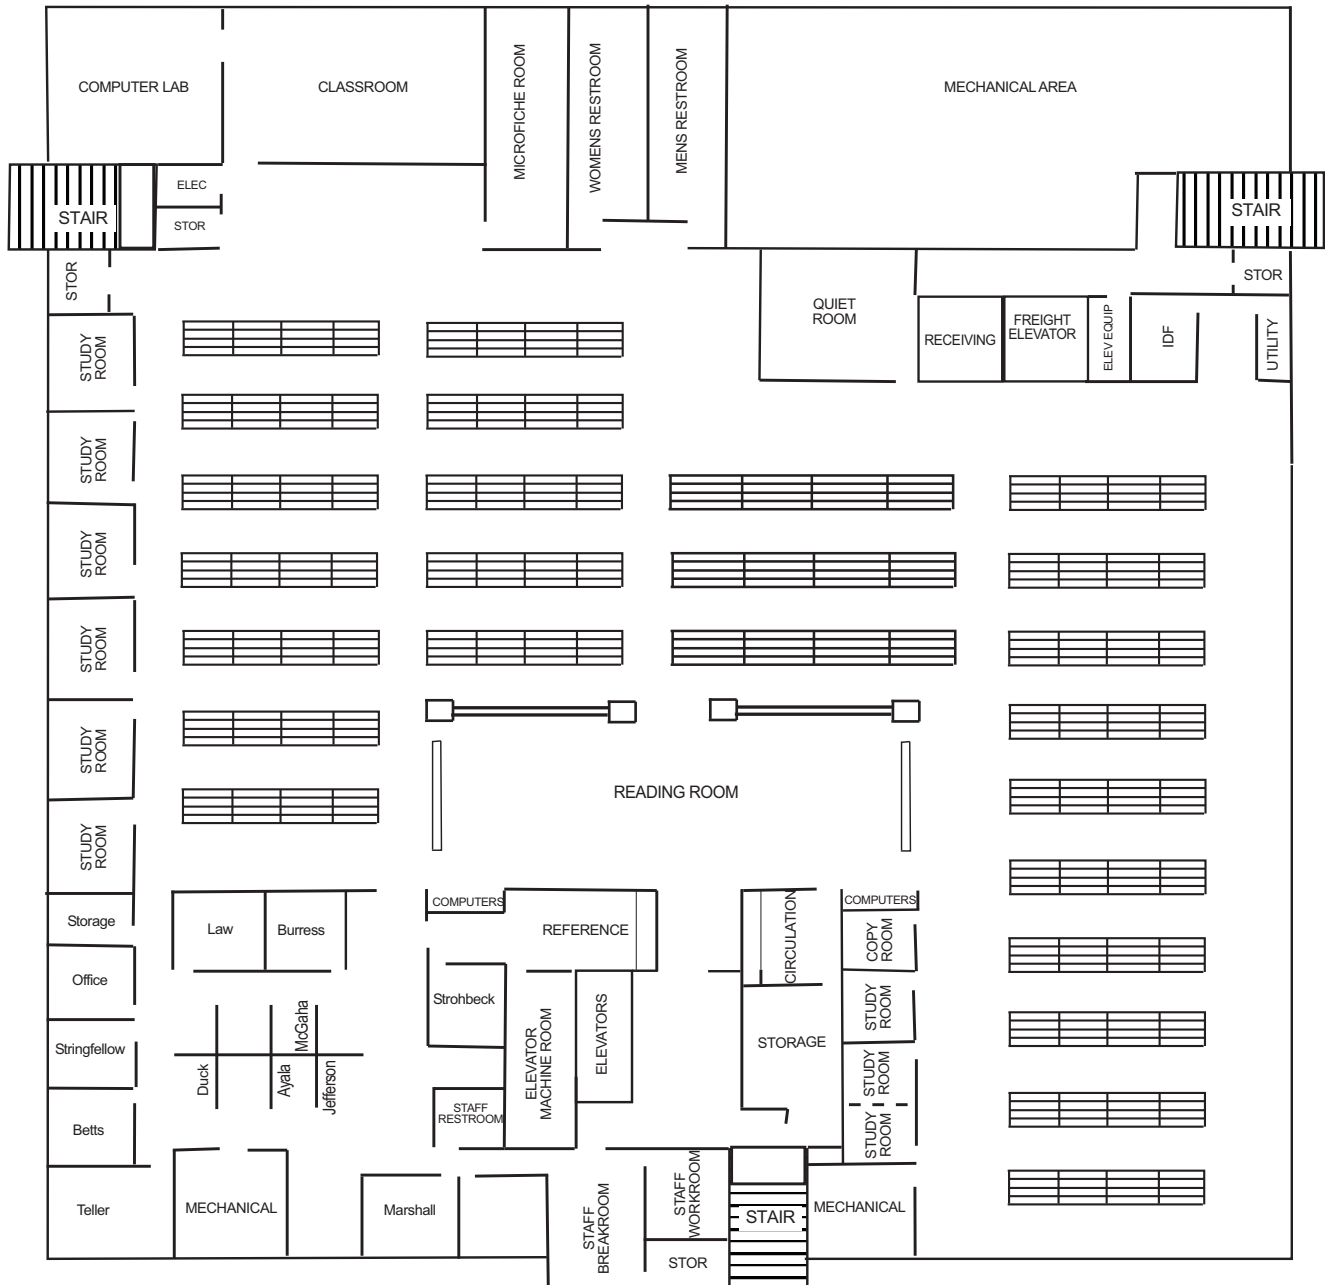 COMPUTER LAB
CLASSROOM
MICROFICHE ROOM
WOMENS RESTROOM
MENS RESTROOM
MECHANICAL AREA
ELEC
STOR
STAIR
STAIR
STOR
STOR
QUIET
ROOM
RECEIVING
FREIGHT
ELEVATOR
ELEV EQUIP
IDF
UTILITY
STUDY
ROOM
STUDY
ROOM
STUDY
ROOM
STUDY
ROOM
STUDY
ROOM
STUDY
ROOM
READING ROOM
Storage
Law
Burress
COMPUTERS
REFERENCE
CIRCULATION
COMPUTERS
COPY
ROOM
Office
Strohbeck
ELEVATOR
MACHINE ROOM
ELEVATORS
STORAGE
STUDY
ROOM
Stringfellow
McGaha
Duck
Ayala
Jefferson
STUDY
ROOM
STUDY
ROOM
Betts
STAFF
RESTROOM
Teller
MECHANICAL
Marshall
STAFF
BREAKROOM
STAFF
WORKROOM
STOR
STAIR
MECHANICAL